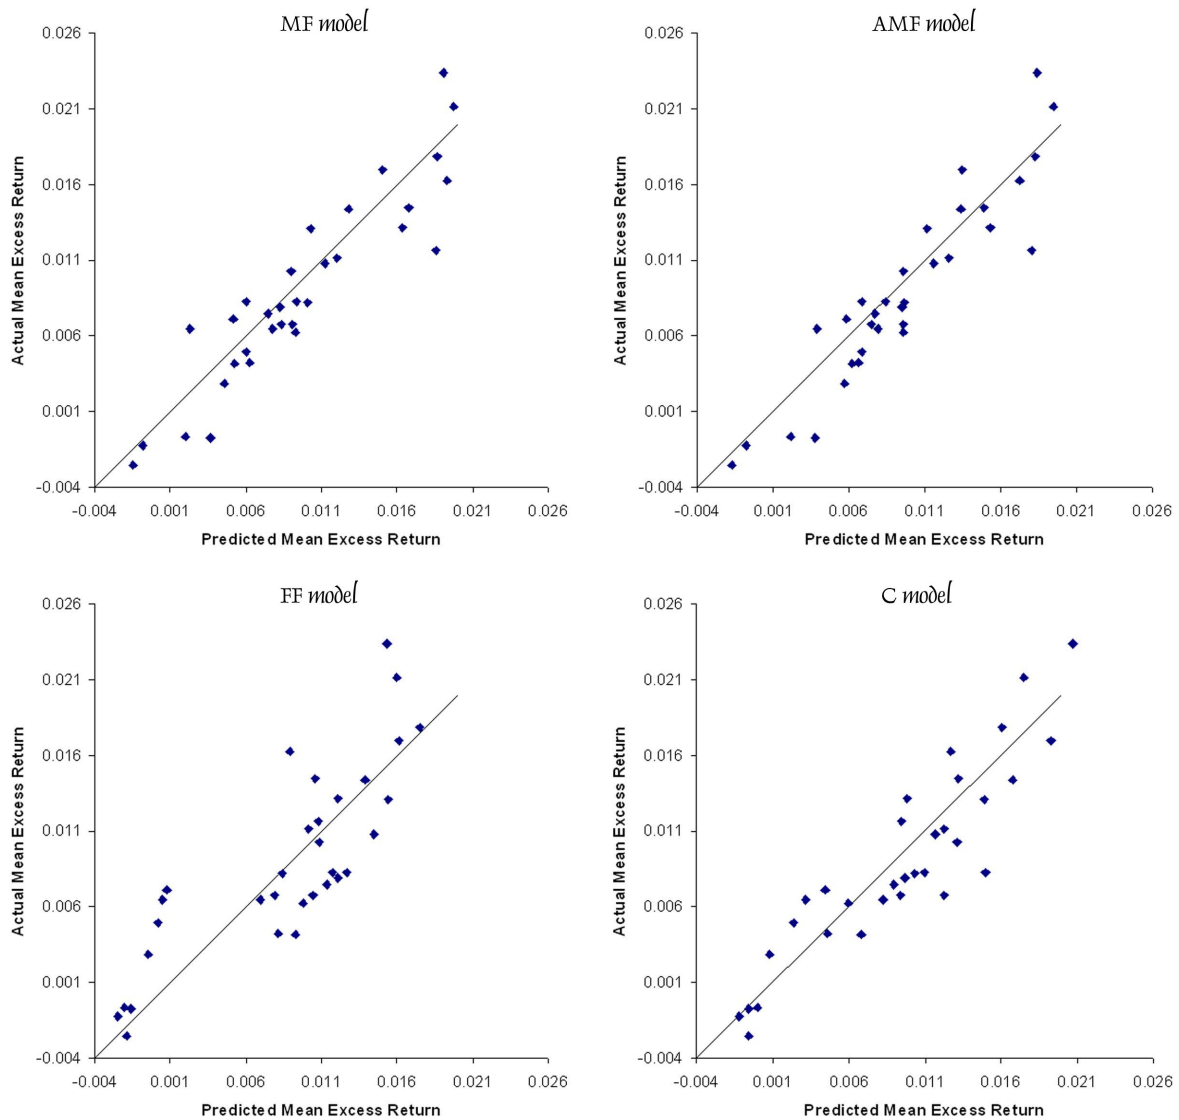 MF model
0.026
0.021
0.016
0.011
0.006
0.001
-0.004
Actual Mean Excess Return
-0.004 0.001 0.006 0.011 0.016 0.021 0.026
Predicted Mean Excess Return
AMF model
0.026
0.021
0.016
0.011
0.006
0.001
-0.004
Actual Mean Excess Return
-0.004 0.001 0.006 0.011 0.016 0.021 0.026
Predicted Mean Excess Return
FF model
0.026
0.021
0.016
0.011
0.006
0.001
-0.004
Actual Mean Excess Return
-0.004 0.001 0.006 0.011 0.016 0.021 0.026
Predicted Mean Excess Return
C model
0.026
0.021
0.016
0.011
0.006
0.001
-0.004
Actual Mean Excess Return
-0.004 0.001 0.006 0.011 0.016 0.021 0.026
Predicted Mean Excess Return